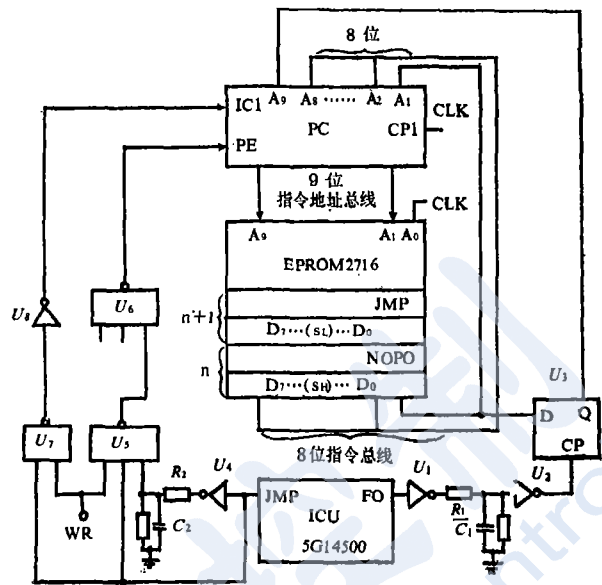 8 位
A9 A8 …… A2 A1
IC1
PC
CP1
CLK
PE
9 位
指令地址总线
CLK
A9 A1 A0
EPROM2716
JMP
n+1
D7…(SL)…D0
NOPO
n
D7…(SH)…D0
8位指令总线
U8
U6
U7
U5
WR
R2
C2
U4
JMP FO
ICU
5G14500
U1
R1
C1
U2
U3
D Q
CP